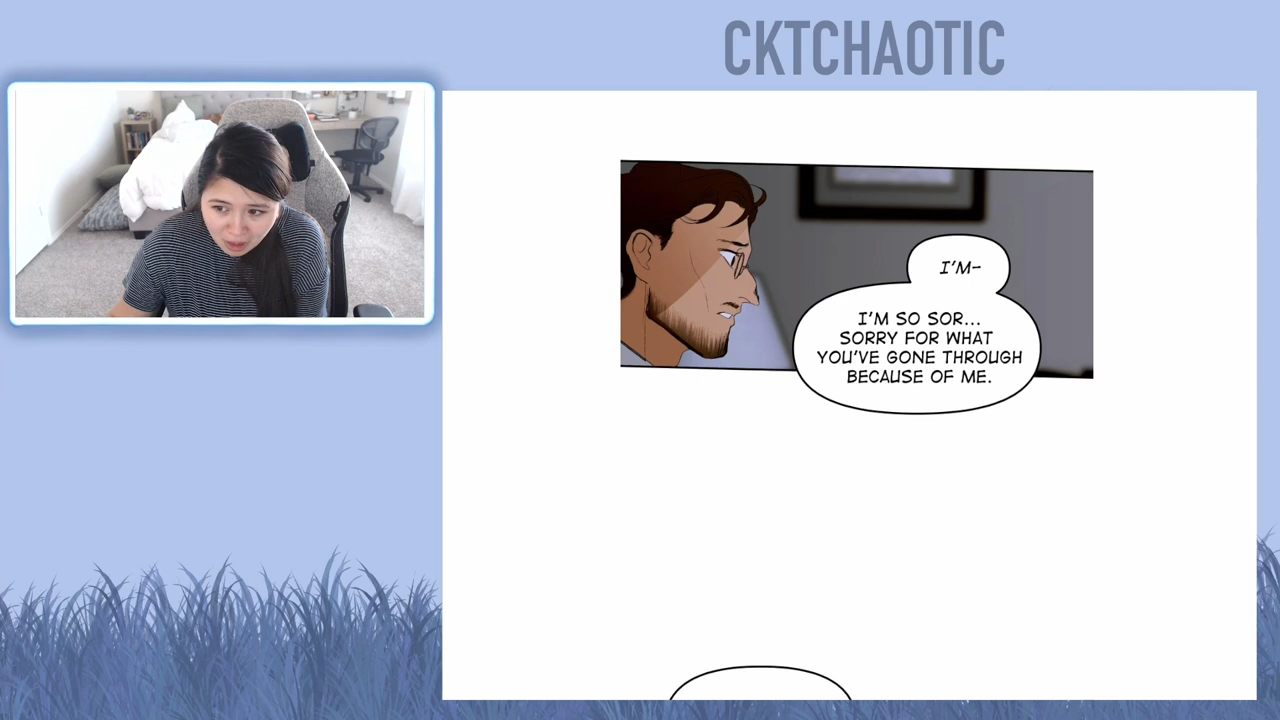 CKTCHAOTIC
I'M-
I'M SO SOR...
SORRY FOR WHAT
YOU'VE GONE THROUGH
BECAUSE OF ME.